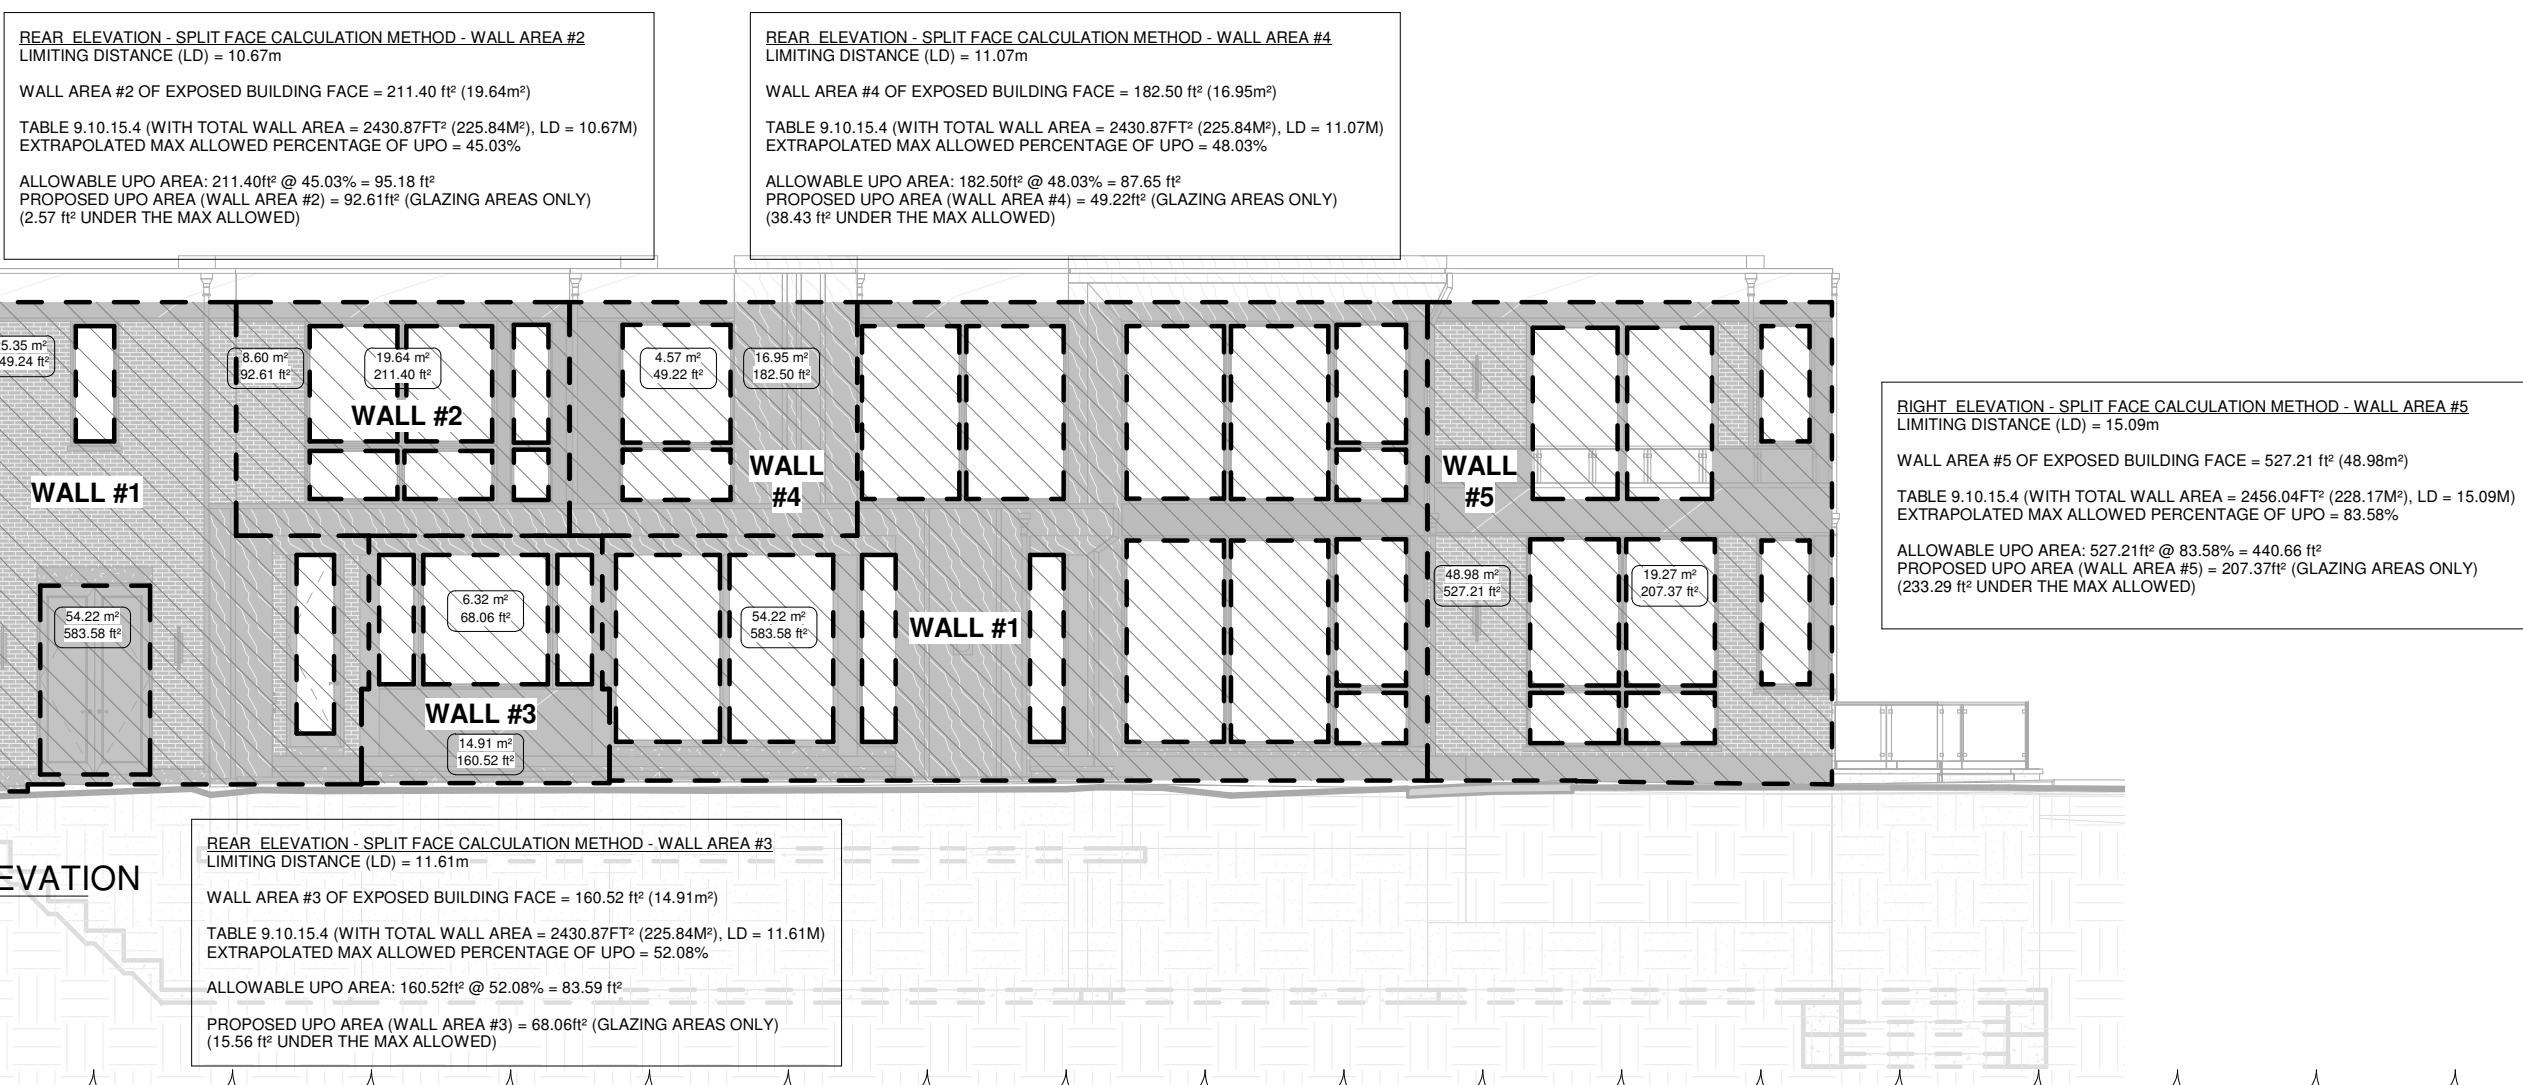 REAR ELEVATION - SPLIT FACE CALCULATION METHOD - WALL AREA #2
LIMITING DISTANCE (LD) = 10.67m
WALL AREA #2 OF EXPOSED BUILDING FACE = 211.40 ft² (19.64m²)
TABLE 9.10.15.4 (WITH TOTAL WALL AREA = 2430.87FT² (225.84M²), LD = 10.67M)
EXTRAPOLATED MAX ALLOWED PERCENTAGE OF UPO = 45.03%
ALLOWABLE UPO AREA: 211.40ft² @ 45.03% = 95.18 ft²
PROPOSED UPO AREA (WALL AREA #2) = 92.61ft² (GLAZING AREAS ONLY)
(2.57 ft² UNDER THE MAX ALLOWED)
REAR ELEVATION - SPLIT FACE CALCULATION METHOD - WALL AREA #4
LIMITING DISTANCE (LD) = 11.07m
WALL AREA #4 OF EXPOSED BUILDING FACE = 182.50 ft² (16.95m²)
TABLE 9.10.15.4 (WITH TOTAL WALL AREA = 2430.87FT² (225.84M²), LD = 11.07M)
EXTRAPOLATED MAX ALLOWED PERCENTAGE OF UPO = 48.03%
ALLOWABLE UPO AREA: 182.50ft² @ 48.03% = 87.65 ft²
PROPOSED UPO AREA (WALL AREA #4) = 49.22ft² (GLAZING AREAS ONLY)
(38.43 ft² UNDER THE MAX ALLOWED)
5.35 m²
49.24 ft²
8.60 m²
92.61 ft²
19.64 m²
211.40 ft²
4.57 m²
49.22 ft²
16.95 m²
182.50 ft²
WALL #2
WALL #1
WALL
#4
WALL
#5
RIGHT ELEVATION - SPLIT FACE CALCULATION METHOD - WALL AREA #5
LIMITING DISTANCE (LD) = 15.09m
WALL AREA #5 OF EXPOSED BUILDING FACE = 527.21 ft² (48.98m²)
TABLE 9.10.15.4 (WITH TOTAL WALL AREA = 2456.04FT² (228.17M²), LD = 15.09M)
EXTRAPOLATED MAX ALLOWED PERCENTAGE OF UPO = 83.58%
ALLOWABLE UPO AREA: 527.21ft² @ 83.58% = 440.66 ft²
PROPOSED UPO AREA (WALL AREA #5) = 207.37ft² (GLAZING AREAS ONLY)
(233.29 ft² UNDER THE MAX ALLOWED)
54.22 m²
583.58 ft²
6.32 m²
68.06 ft²
54.22 m²
583.58 ft²
WALL #1
48.98 m²
527.21 ft²
19.27 m²
207.37 ft²
WALL #3
14.91 m²
160.52 ft²
EVATION
REAR ELEVATION - SPLIT FACE CALCULATION METHOD - WALL AREA #3
LIMITING DISTANCE (LD) = 11.61m
WALL AREA #3 OF EXPOSED BUILDING FACE = 160.52 ft² (14.91m²)
TABLE 9.10.15.4 (WITH TOTAL WALL AREA = 2430.87FT² (225.84M²), LD = 11.61M)
EXTRAPOLATED MAX ALLOWED PERCENTAGE OF UPO = 52.08%
ALLOWABLE UPO AREA: 160.52ft² @ 52.08% = 83.59 ft²
PROPOSED UPO AREA (WALL AREA #3) = 68.06ft² (GLAZING AREAS ONLY)
(15.56 ft² UNDER THE MAX ALLOWED)